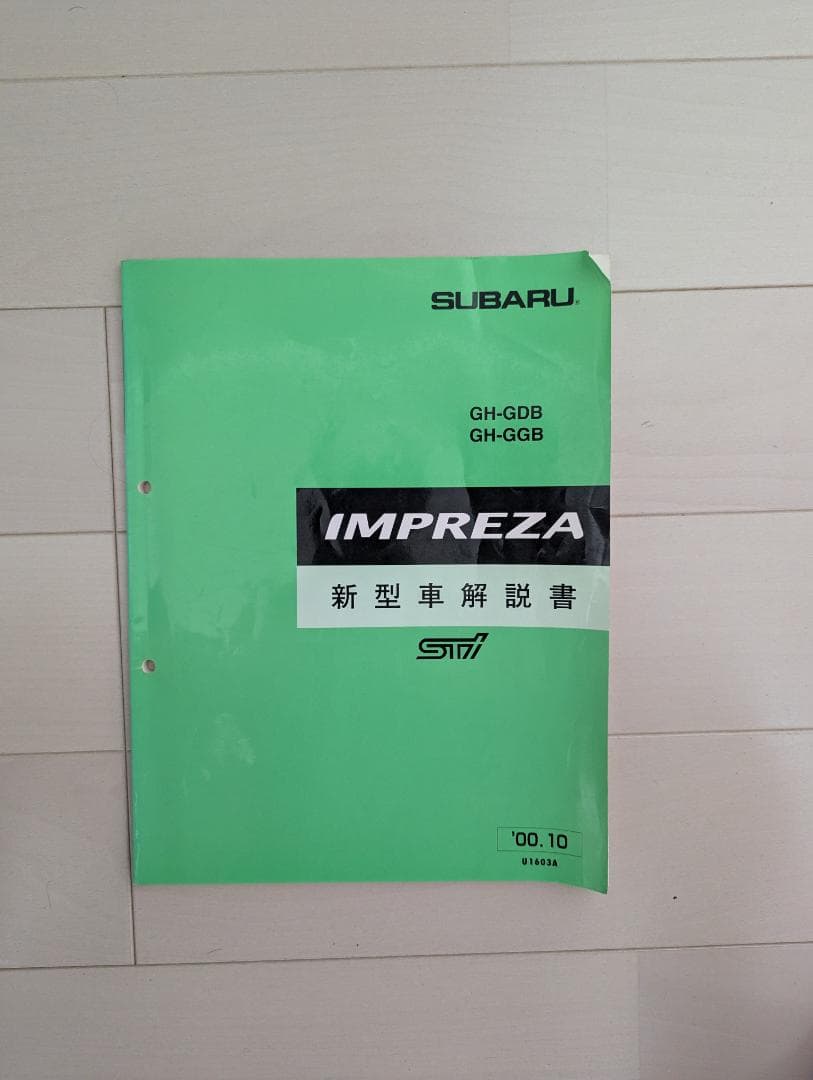 SUBARU®
GH-GDB
GH-GGB
IMPREZA
新型車解説書
STi
'00.10
U1603A